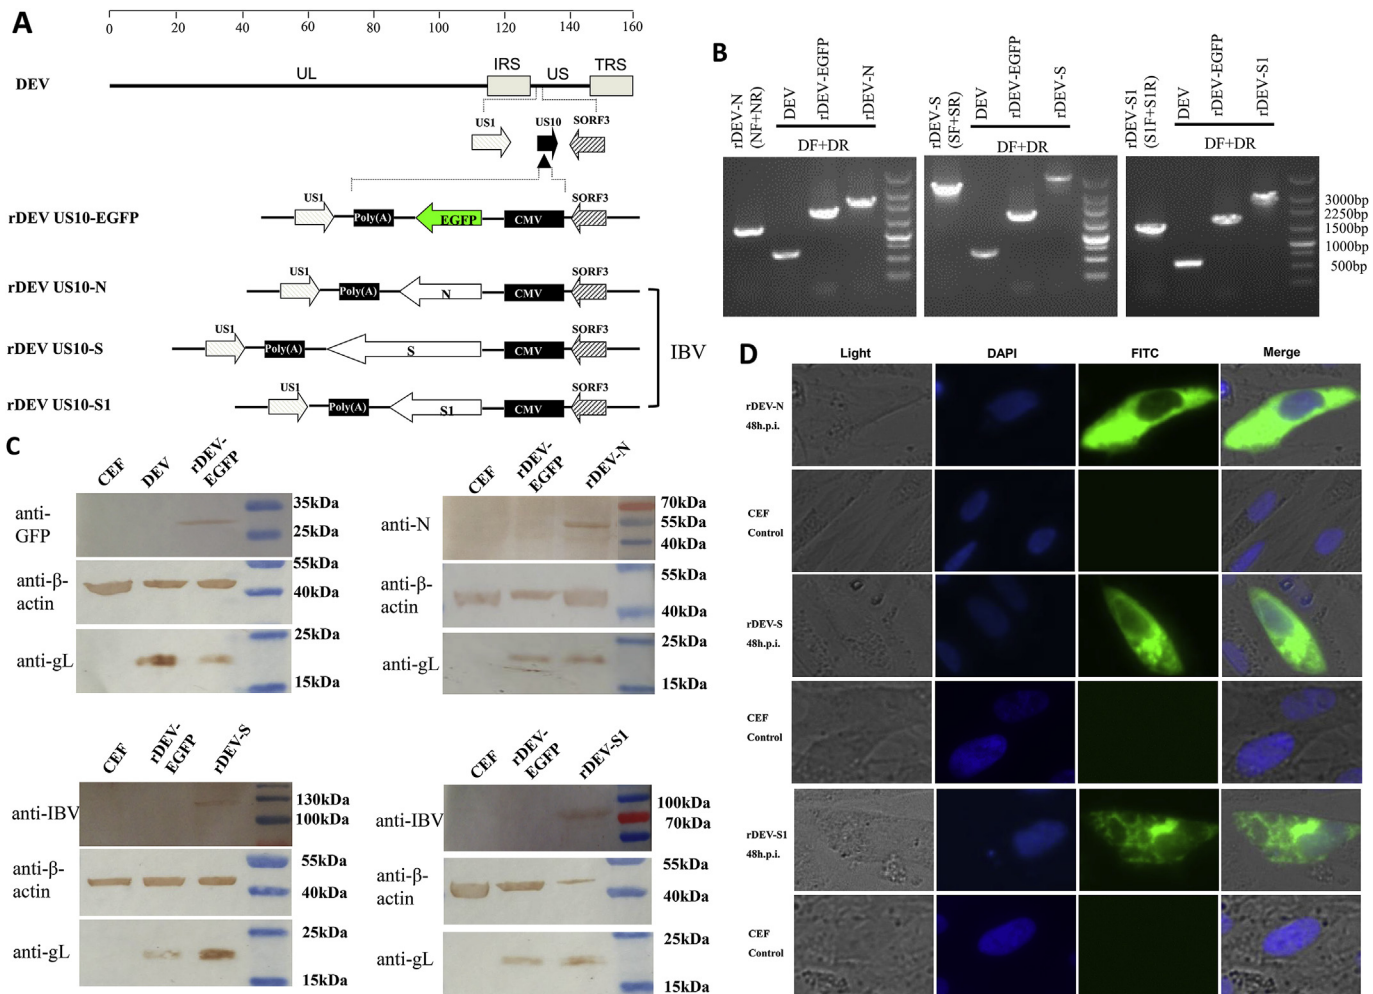 A
0 20 40 60 80 100 120 140 160
DEV
UL
IRS
US
TRS
US1
US10
SORF3
rDEV US10-EGFP
US1
Poly(A)
EGFP
CMV
SORF3
rDEV US10-N
US1
Poly(A)
N
CMV
SORF3
rDEV US10-S
US1
Poly(A)
S
CMV
SORF3
rDEV US10-S1
US1
Poly(A)
S1
CMV
SORF3
IBV
B
rDEV-N
(NF+NR)
DEV
rDEV-EGFP
rDEV-N
DF+DR
rDEV-S
(SF+SR)
DEV
rDEV-EGFP
rDEV-S
DF+DR
rDEV-S1
(S1F+S1R)
DEV
rDEV-EGFP
rDEV-S1
DF+DR
3000bp
2250bp
1500bp
1000bp
500bp
C
CEF
DEV
rDEV-
EGFP
anti-
GFP
35kDa
25kDa
anti-β-
actin
55kDa
40kDa
anti-gL
25kDa
15kDa
CEF
rDEV-
EGFP
rDEV-N
anti-N
70kDa
55kDa
40kDa
anti-β-
actin
55kDa
40kDa
anti-gL
25kDa
15kDa
CEF
rDEV-
EGFP
rDEV-S
anti-IBV
130kDa
100kDa
anti-β-
actin
55kDa
40kDa
anti-gL
25kDa
15kDa
CEF
rDEV-
EGFP
rDEV-S1
anti-IBV
100kDa
70kDa
anti-β-
actin
55kDa
40kDa
anti-gL
25kDa
15kDa
D
Light DAPI FITC Merge
rDEV-N
48h.p.i.
CEF
Control
rDEV-S
48h.p.i.
CEF
Control
rDEV-S1
48h.p.i.
CEF
Control